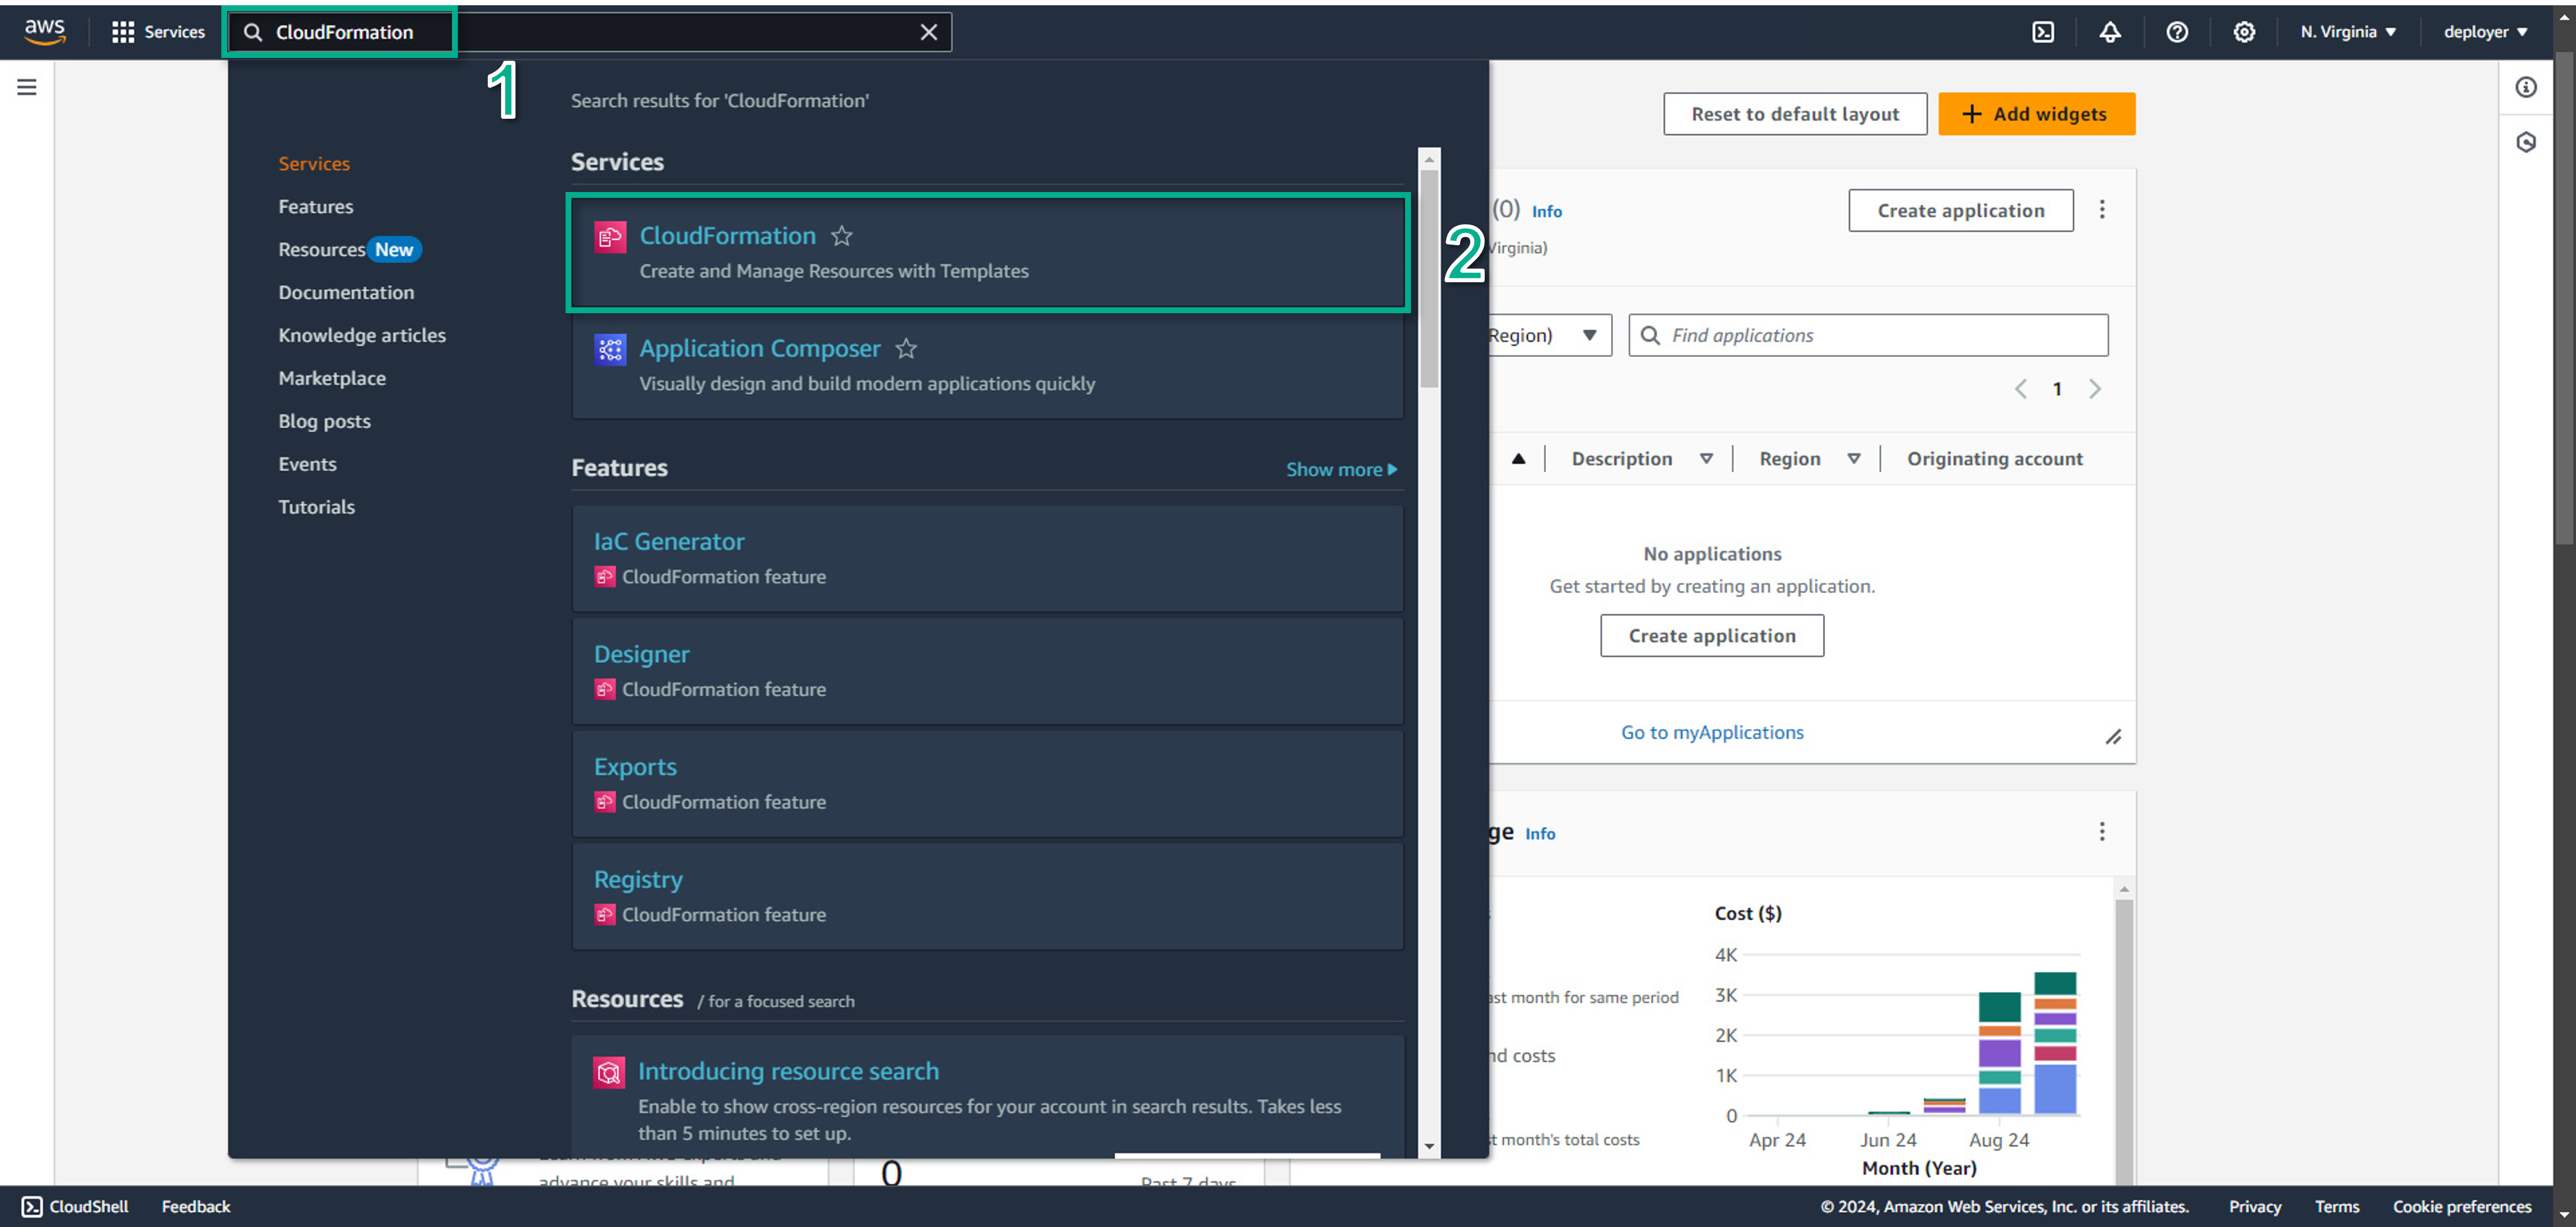 aws
Services
CloudFormation
N. Virginia
deployer
1
Search results for 'CloudFormation'
Services
Features
Resources New
Documentation
Knowledge articles
Marketplace
Blog posts
Events
Tutorials
Services
CloudFormation
Create and Manage Resources with Templates
2
Application Composer
Visually design and build modern applications quickly
Features
Show more
IaC Generator
CloudFormation feature
Designer
CloudFormation feature
Exports
CloudFormation feature
Registry
CloudFormation feature
Resources / for a focused search
Introducing resource search
Enable to show cross-region resources for your account in search results. Takes less
than 5 minutes to set up.
Reset to default layout
Add widgets
(0) Info
Create application
Virginia)
Region)
Find applications
1
Description
Region
Originating account
No applications
Get started by creating an application.
Create application
Go to myApplications
ge Info
Cost ($)
4K
3K
2K
1K
0
Apr 24
Jun 24
Aug 24
Month (Year)
ast month for same period
nd costs
t month's total costs
advance your skills and
0
Past 7 days
CloudShell
Feedback
© 2024, Amazon Web Services, Inc. or its affiliates.
Privacy
Terms
Cookie preferences